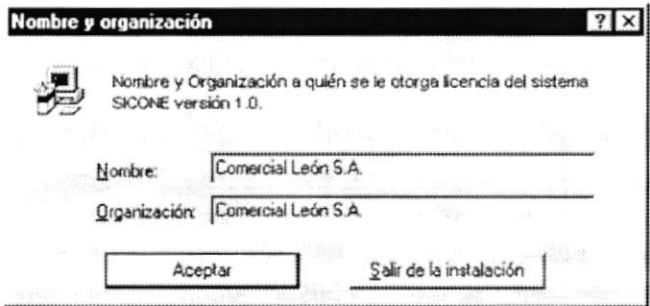 Nombre y organización
Nombre y Organización a quién se le otorga licencia del sistema
SICONE versión 1.0.
Nombre: Comercial León S.A.
Organización: Comercial León S.A.
Aceptar Salir de la instalación